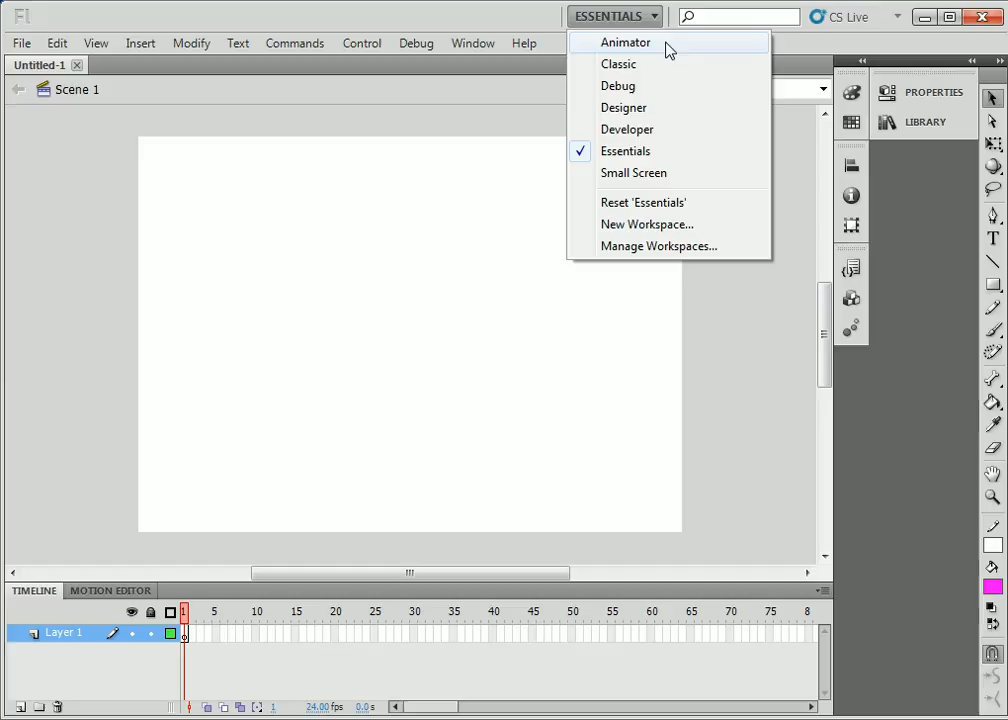 Fl
ESSENTIALS
CS Live
File Edit View Insert Modify Text Commands Control Debug Window Help
Untitled-1
Scene 1
Animator
Classic
Debug
Designer
Developer
Essentials
Small Screen
Reset 'Essentials'
New Workspace...
Manage Workspaces...
PROPERTIES
LIBRARY
TIMELINE MOTION EDITOR
1 5 10 15 20 25 30 35 40 45 50 55 60 65 70 75 8
Layer 1
1 24.00 fps 0.0 s